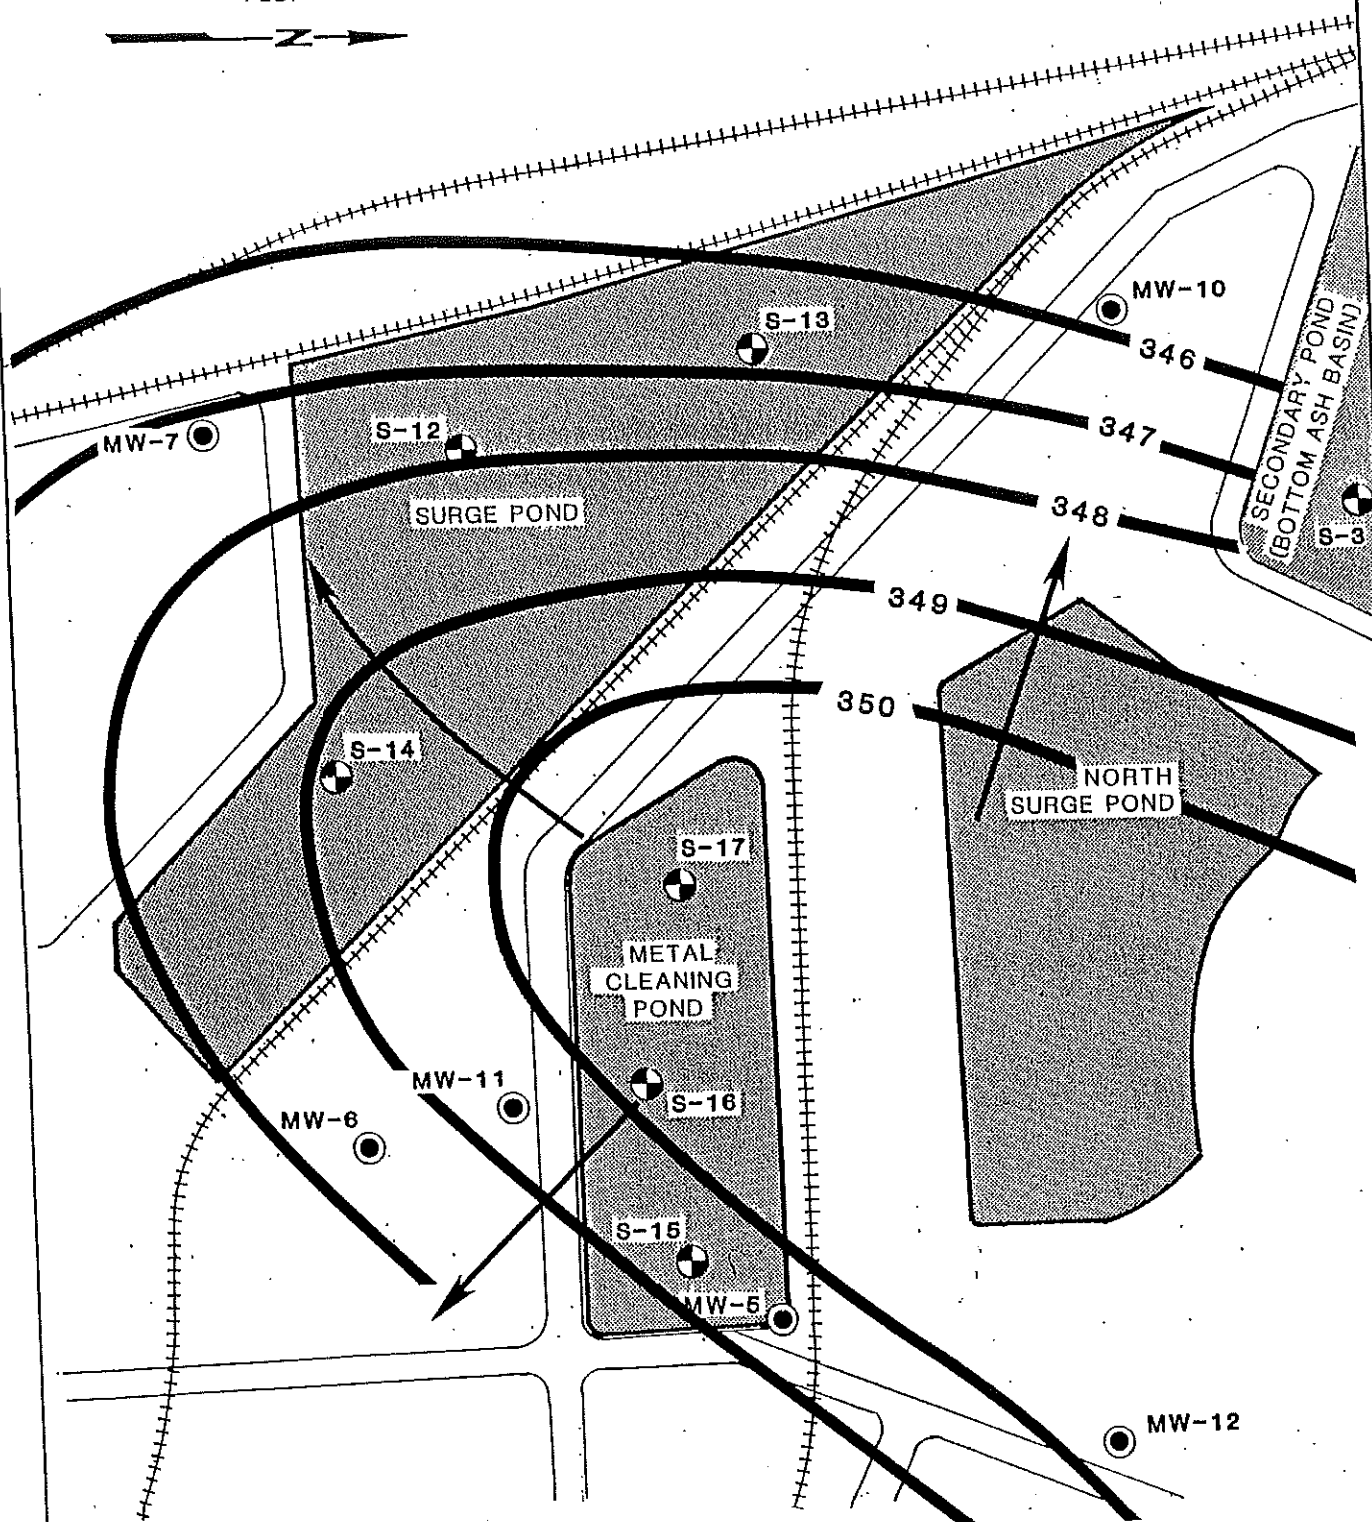 N
MW-10
S-13
346
SECONDARY POND
(BOTTOM ASH BASIN)
S-12
MW-7
347
348
SURGE POND
S-3
349
350
S-14
NORTH
SURGE POND
S-17
METAL
CLEANING
POND
MW-11
S-16
MW-6
S-15
MW-5
MW-12